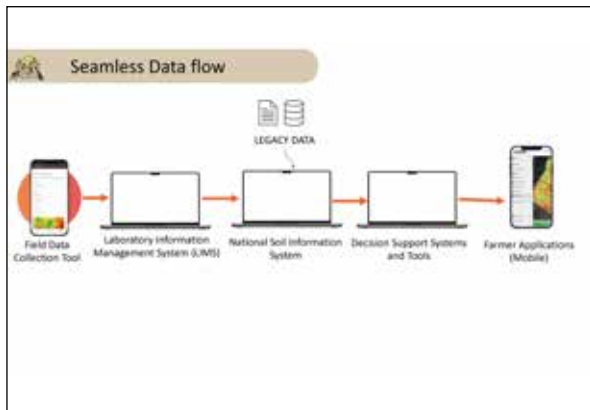 Seamless Data flow
LEGACY DATA
Field Data
Collection Tool
Laboratory Information
Management System (LIMS)
National Soil Information
System
Decision Support Systems
and Tools
Farmer Applications
(Mobile)